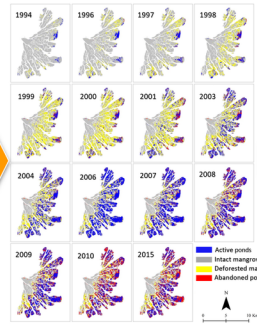 1994 1996 1997 1998
1999 2000 2001 2003
2004 2006 2007 2008
2009 2010 2015
Active ponds
Intact mangrov
Deforested ma
Abandoned po
N
0 5 10 K